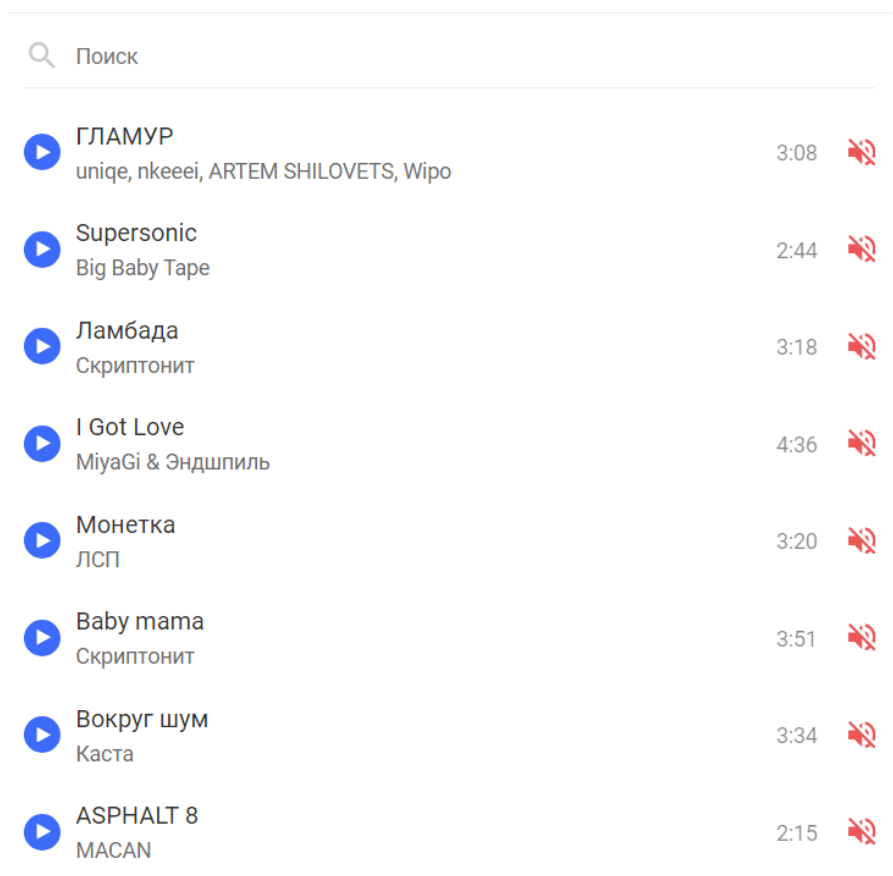 Поиск
ГЛАМУР
uniqe, nkeeei, ARTEM SHILOVETS, Wipo
3:08
Supersonic
Big Baby Tape
2:44
Ламбада
Скриптонит
3:18
I Got Love
MiyaGi & Эндшпиль
4:36
Монетка
ЛСП
3:20
Baby mama
Скриптонит
3:51
Вокруг шум
Каста
3:34
ASPHALT 8
MACAN
2:15